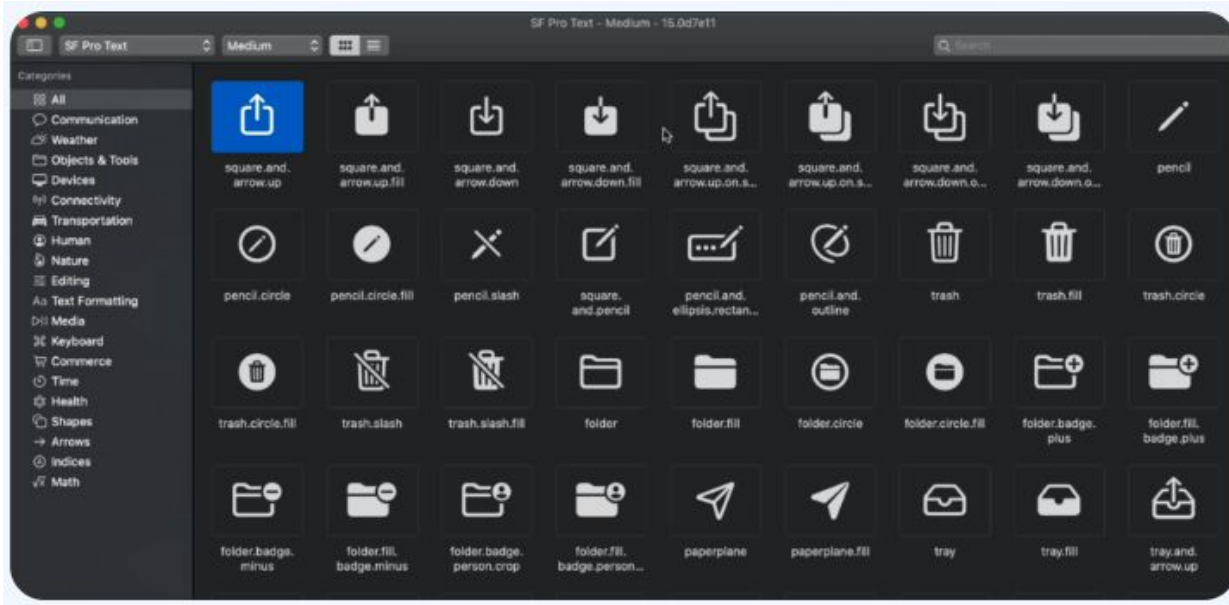 SF Pro Text - Medium - 15.0d7e11
SF Pro Text
Medium
Search
Categories
All
Communication
Weather
Objects & Tools
Devices
Connectivity
Transportation
Human
Nature
Editing
Aa Text Formatting
Media
Keyboard
Commerce
Time
Health
Shapes
Arrows
Indices
√x Math
square.and.
arrow.up
square.and.
arrow.up.fill
square.and.
arrow.down
square.and.
arrow.down.fill
square.and.
arrow.up.on.s...
square.and.
arrow.up.on.s...
square.and.
arrow.down.o...
square.and.
arrow.down.o...
pencil
pencil.circle
pencil.circle.fill
pencil.slash
square.
and.pencil
pencil.and.
ellipsis.rectan...
pencil.and.
outline
trash
trash.fill
trash.circle
trash.circle.fill
trash.slash
trash.slash.fill
folder
folder.fill
folder.circle
folder.circle.fill
folder.badge.
plus
folder.fill.
badge.plus
folder.badge.
minus
folder.fill.
badge.minus
folder.badge.
person.crop
folder.fill.
badge.person...
paperplane
paperplane.fill
tray
tray.fill
tray.and.
arrow.up